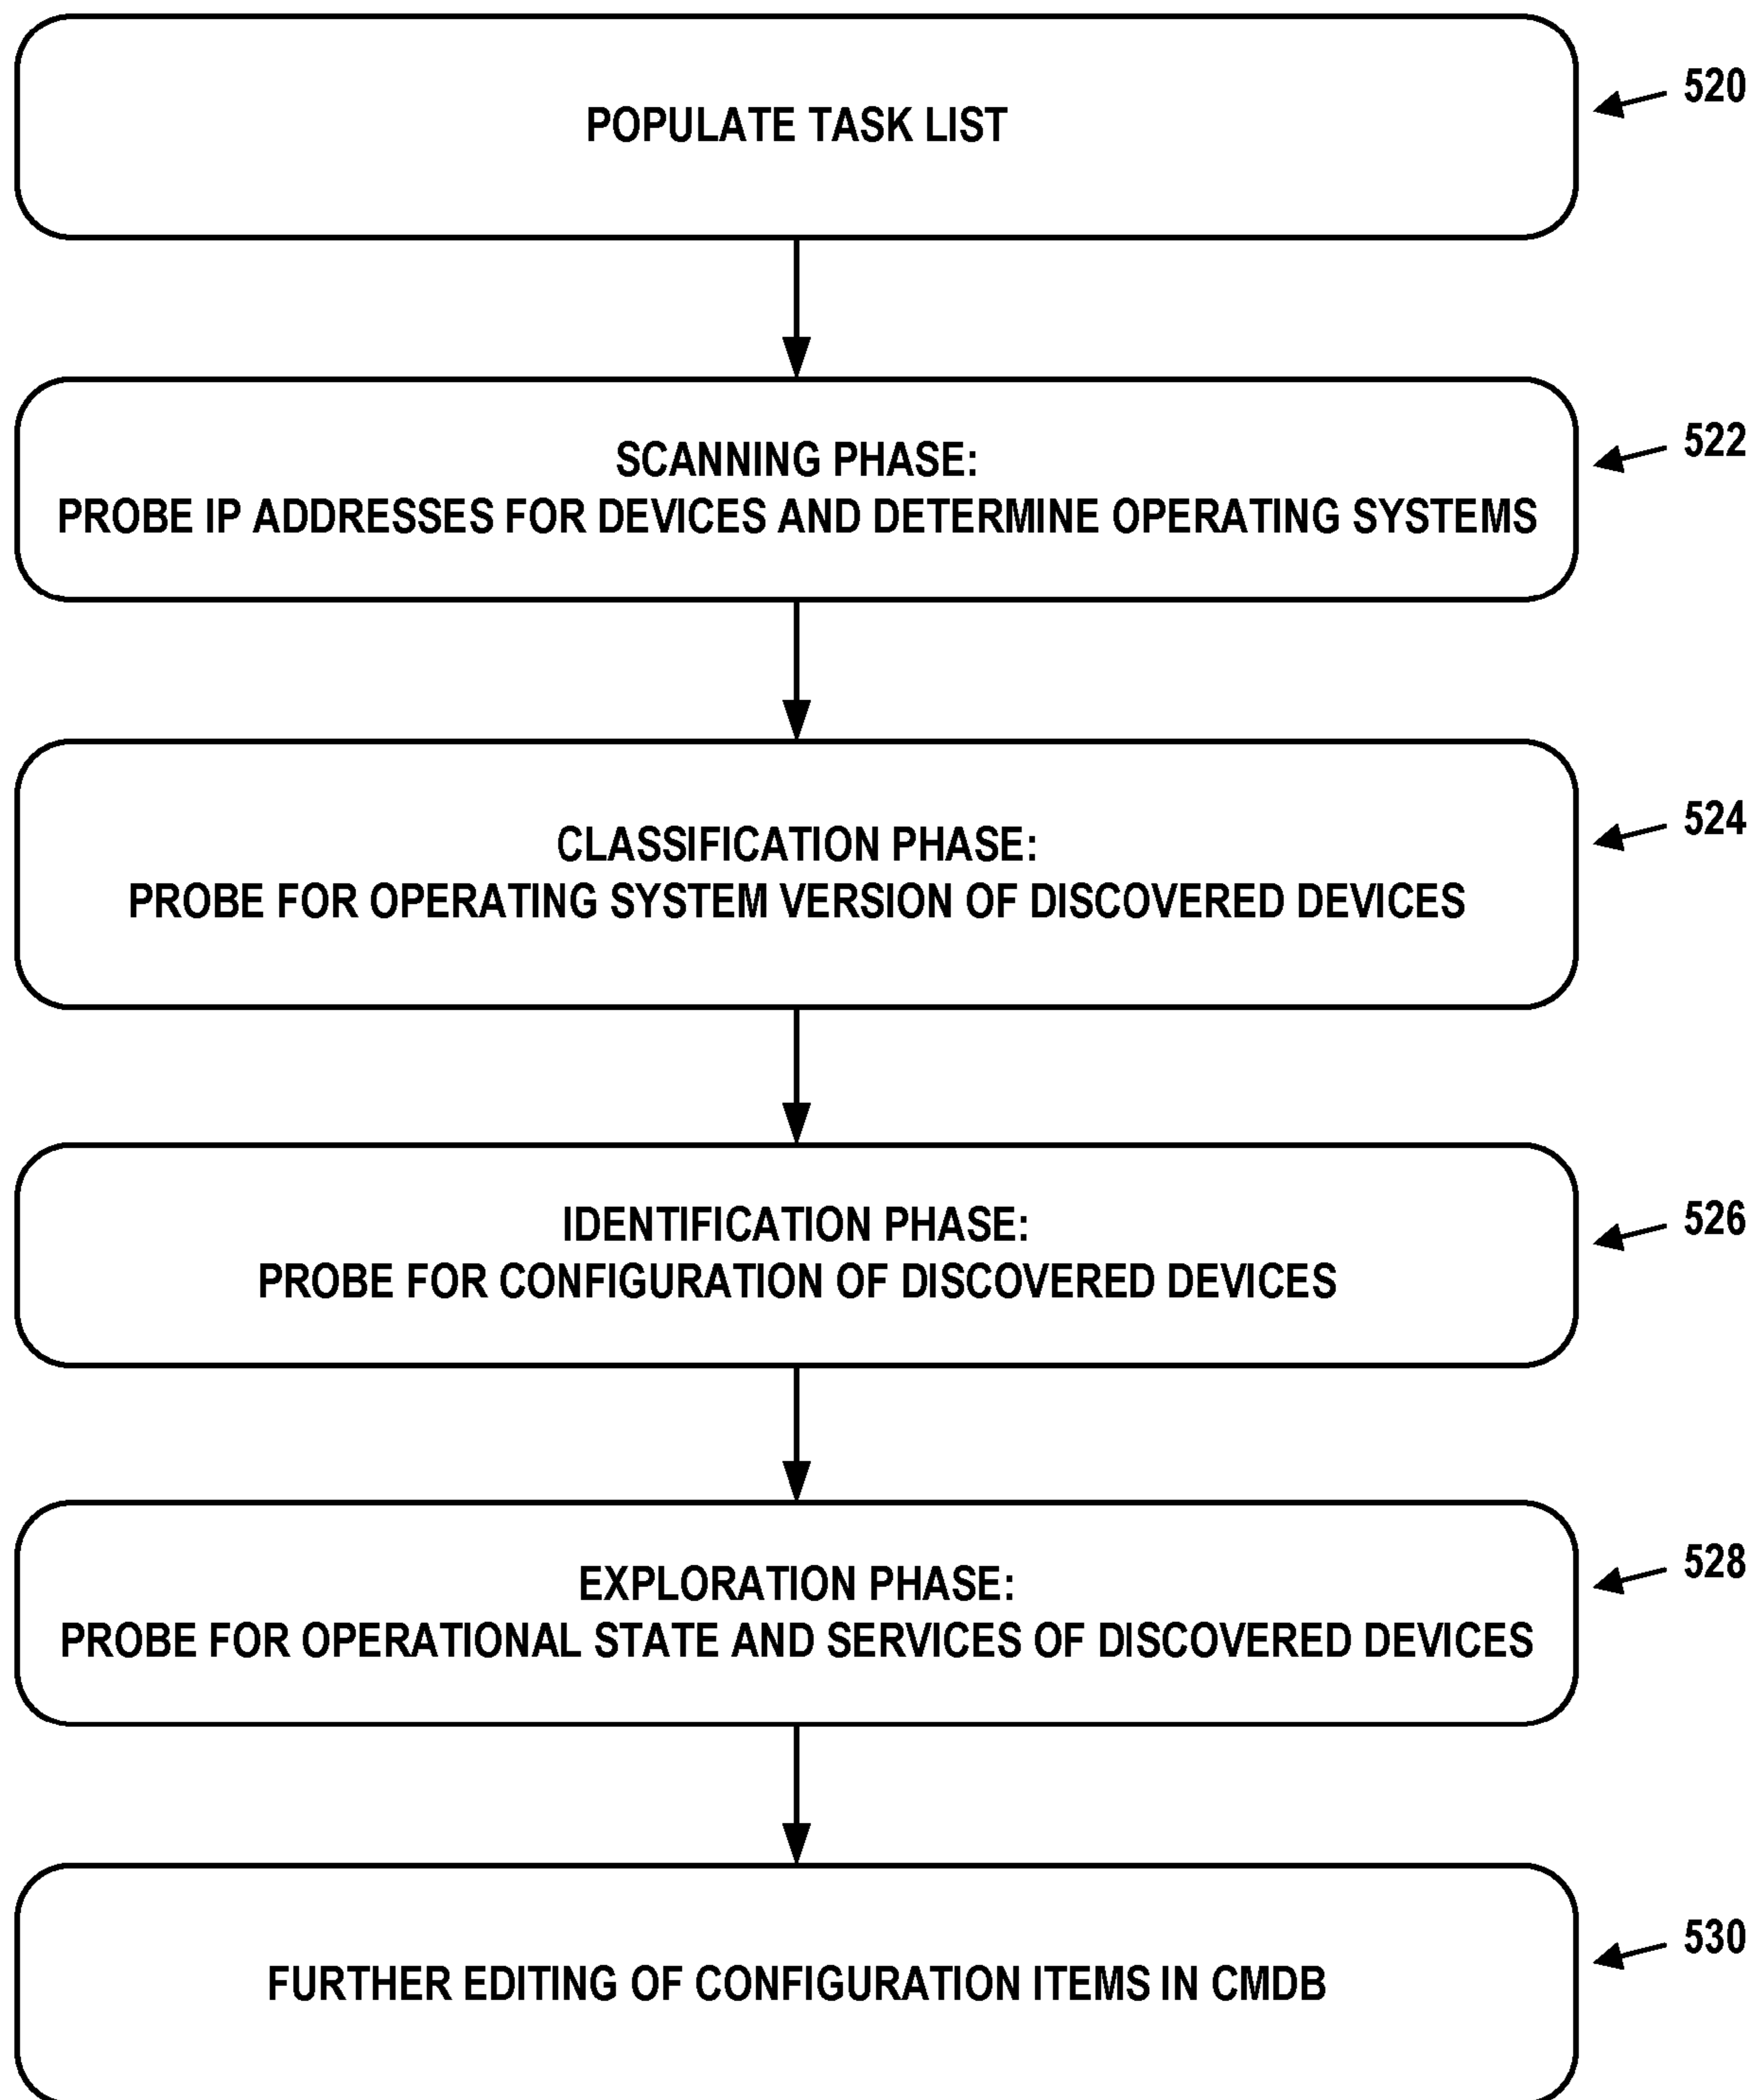 POPULATE TASK LIST
520
SCANNING PHASE:
PROBE IP ADDRESSES FOR DEVICES AND DETERMINE OPERATING SYSTEMS
522
CLASSIFICATION PHASE:
PROBE FOR OPERATING SYSTEM VERSION OF DISCOVERED DEVICES
524
IDENTIFICATION PHASE:
PROBE FOR CONFIGURATION OF DISCOVERED DEVICES
526
EXPLORATION PHASE:
PROBE FOR OPERATIONAL STATE AND SERVICES OF DISCOVERED DEVICES
528
FURTHER EDITING OF CONFIGURATION ITEMS IN CMDB
530